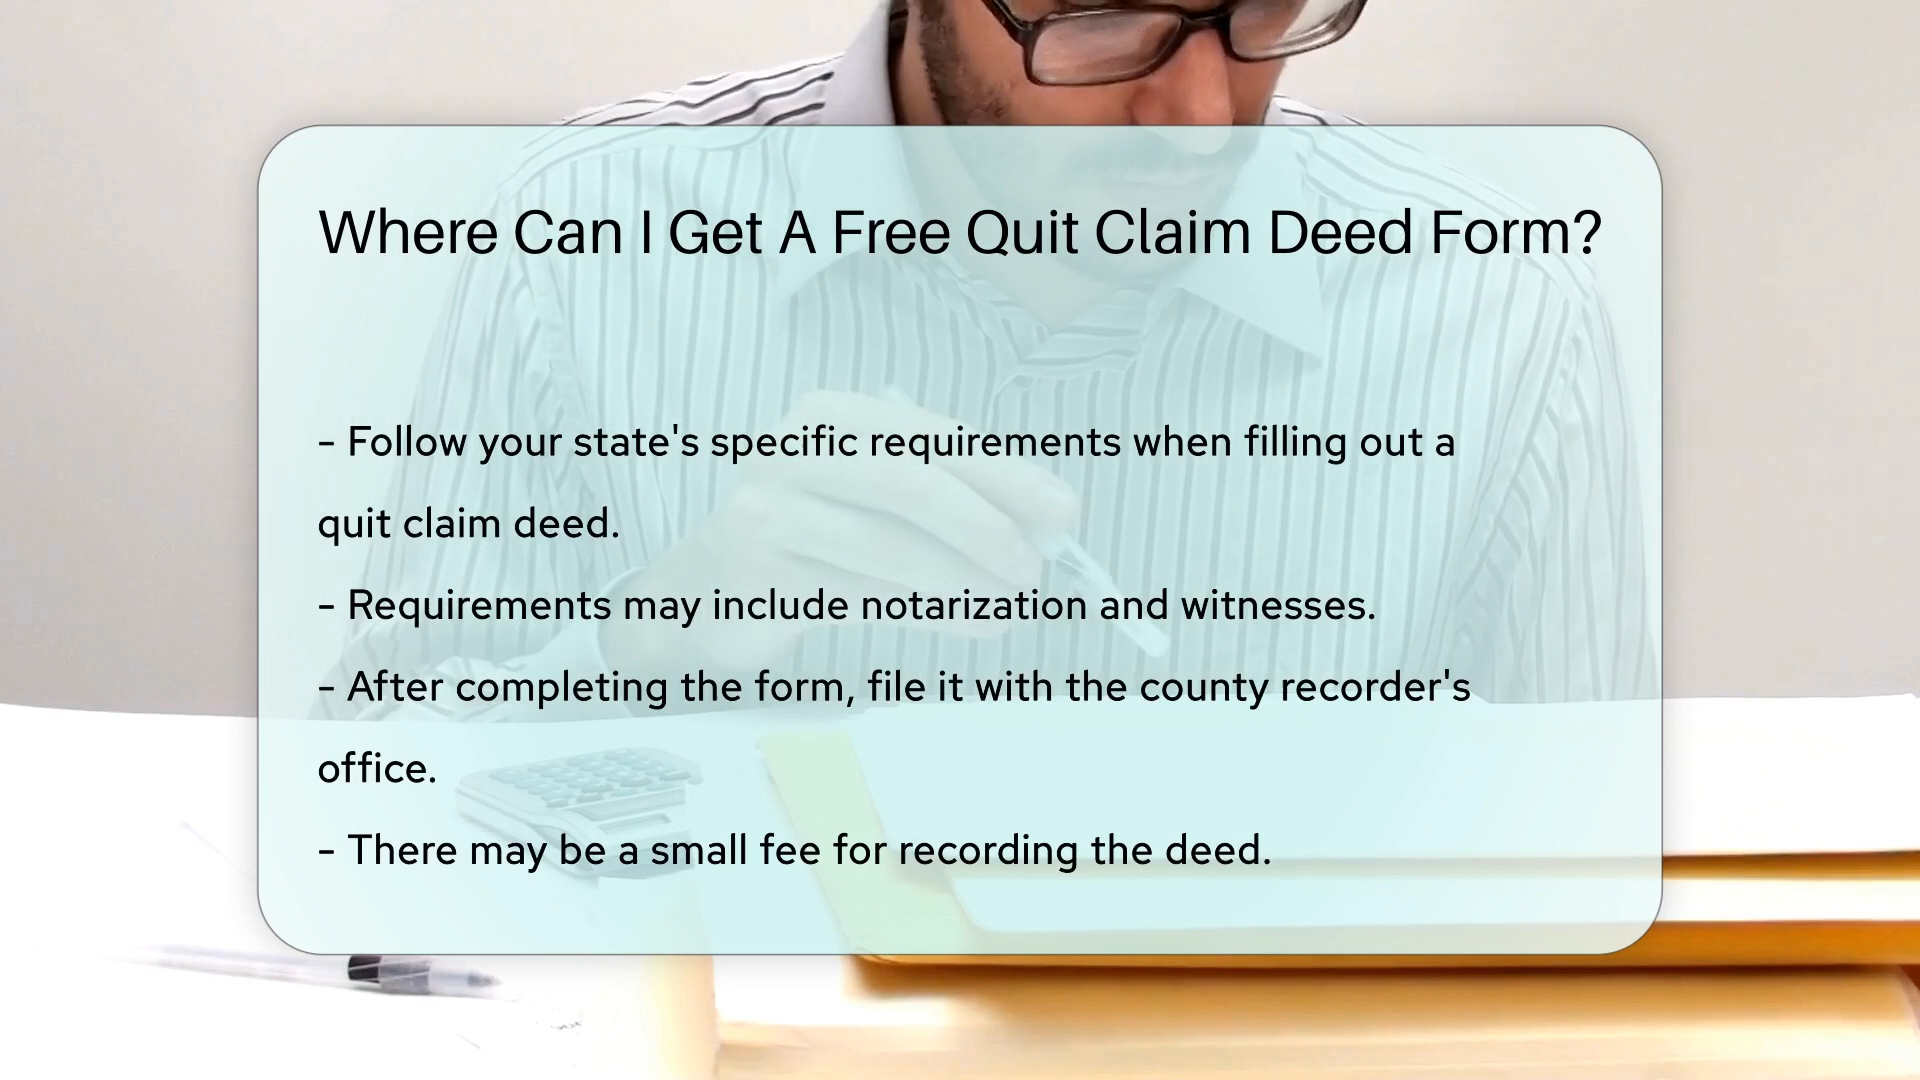 Where Can I Get A Free Quit Claim Deed Form?
- Follow your state's specific requirements when filling out a
quit claim deed.
- Requirements may include notarization and witnesses.
- After completing the form, file it with the county recorder's
office.
- There may be a small fee for recording the deed.